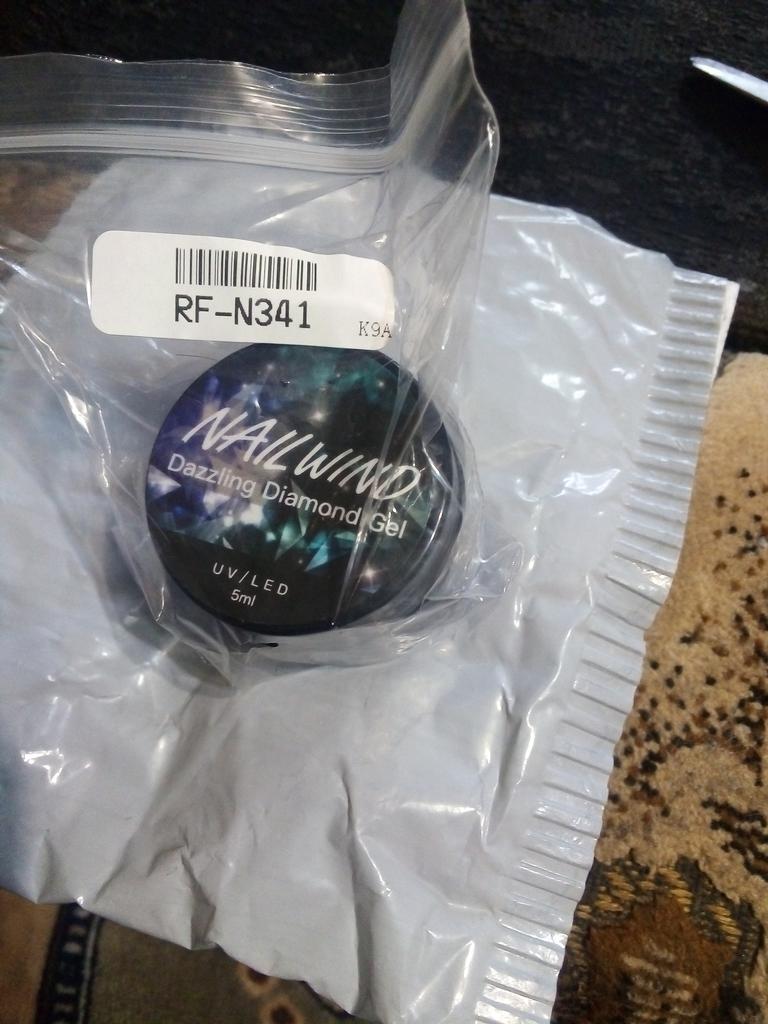 RF-N341
K9A
NAILWIND
Dazzling Diamond Gel
UV/LED
5ml